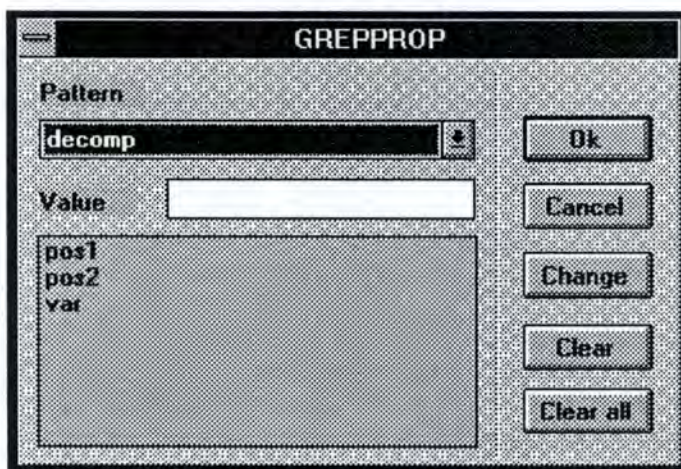 GREPPROP
Pattern
decomp
Value
pos1
pos2
var
Ok
Cancel
Change
Clear
Clear all